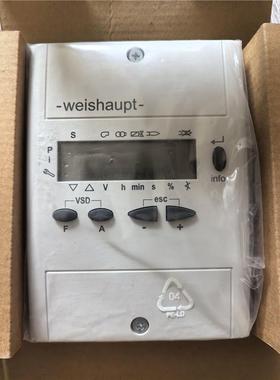 -weishaupt-
S
P
i
info
V h min s %
VSD
esc
F A - +
04
PE-LD